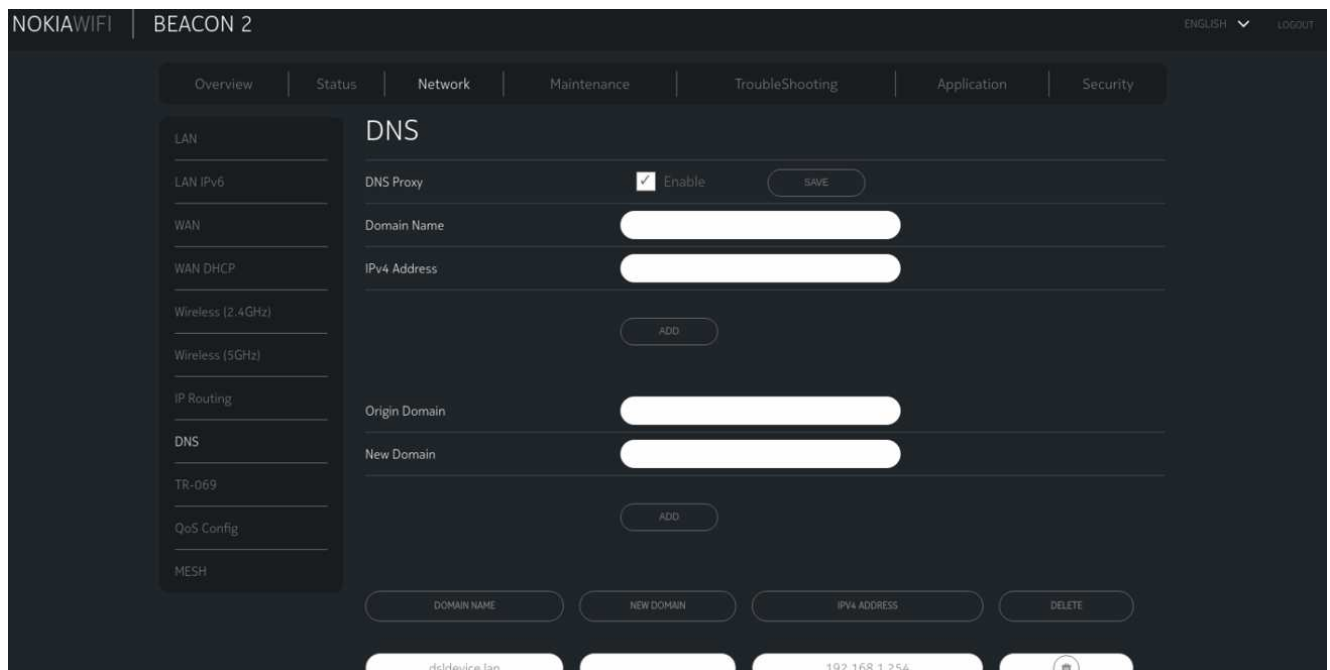 NOKIAWIFI | BEACON 2
ENGLISH LOGOUT
Overview | Status | Network | Maintenance | TroubleShooting | Application | Security
LAN
LAN IPv6
WAN
WAN DHCP
Wireless (2.4GHz)
Wireless (5GHz)
IP Routing
DNS
TR-069
QoS Config
MESH
DNS
DNS Proxy Enable SAVE
Domain Name
IPv4 Address
ADD
Origin Domain
New Domain
ADD
DOMAIN NAME NEW DOMAIN IPV4 ADDRESS DELETE
dsldevice.lan 192.168.1.254